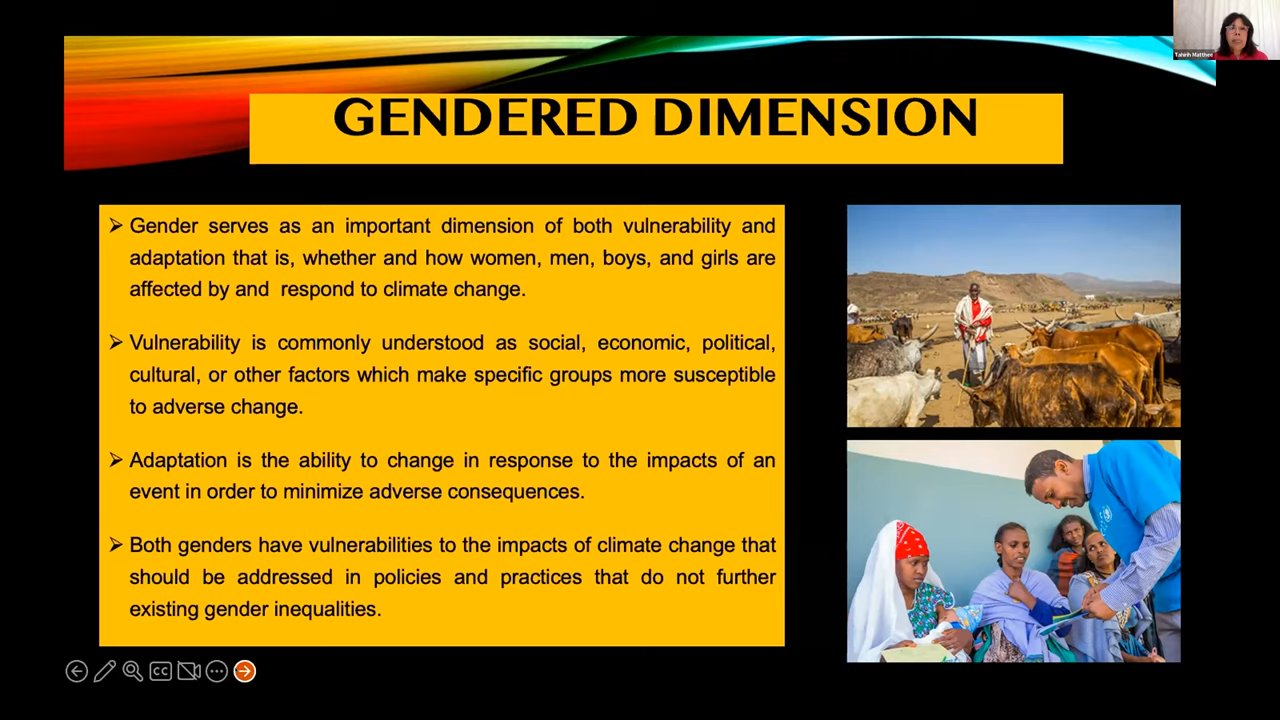 Tahirih Matthee
GENDERED DIMENSION
➢ Gender serves as an important dimension of both vulnerability and
adaptation that is, whether and how women, men, boys, and girls are
affected by and respond to climate change.
➢ Vulnerability is commonly understood as social, economic, political,
cultural, or other factors which make specific groups more susceptible
to adverse change.
➢ Adaptation is the ability to change in response to the impacts of an
event in order to minimize adverse consequences.
➢ Both genders have vulnerabilities to the impacts of climate change that
should be addressed in policies and practices that do not further
existing gender inequalities.
CC